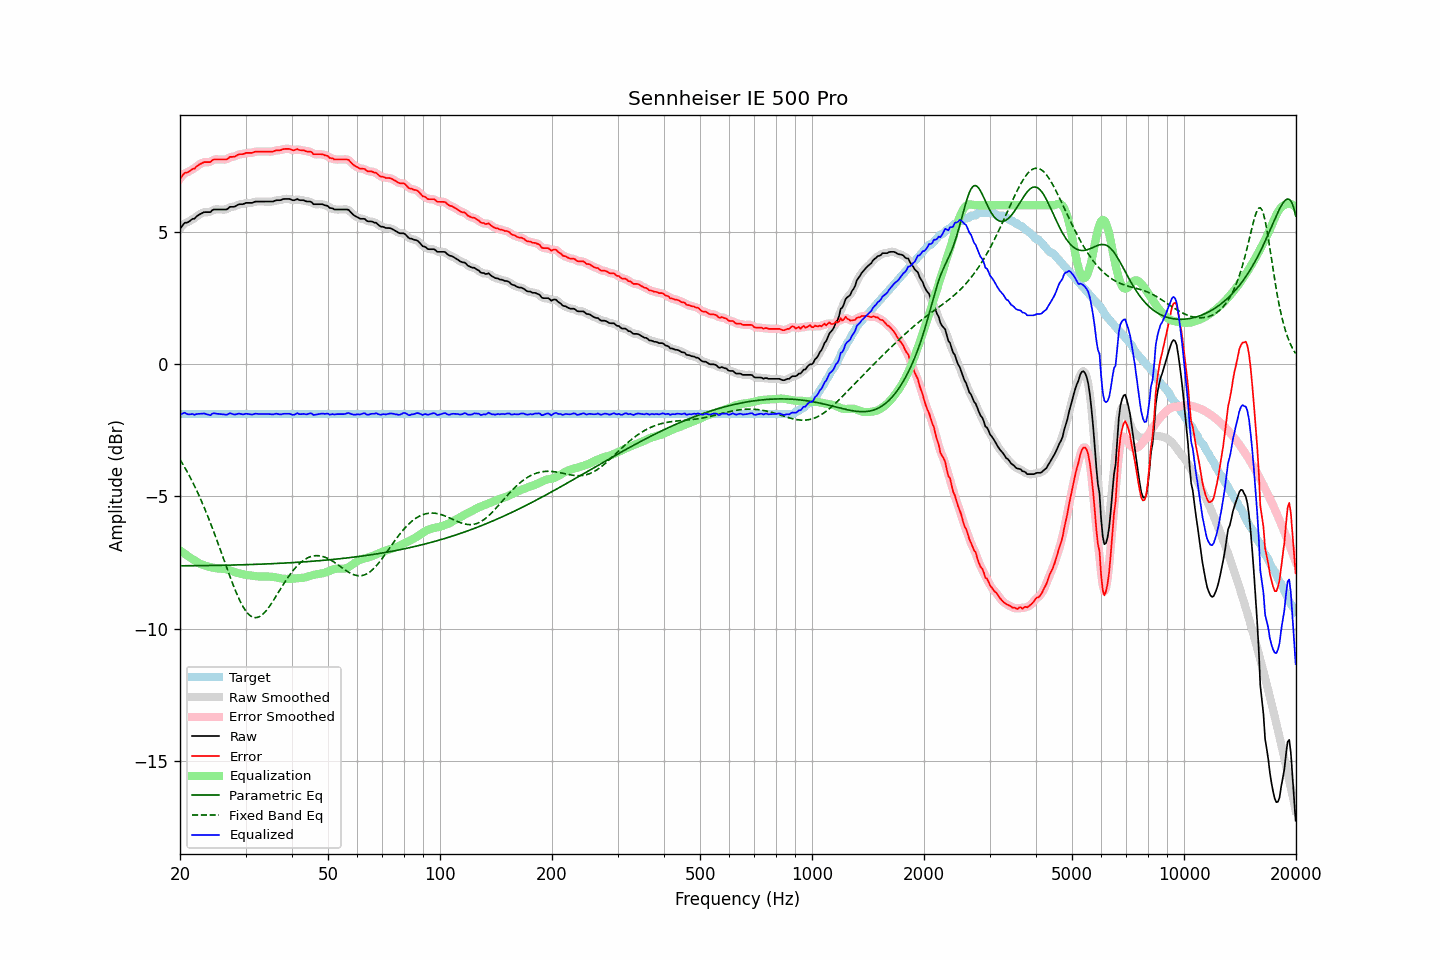 Sennheiser IE 500 Pro
Amplitude (dBr)
5
0
−5
−10
−15
Target
Raw Smoothed
Error Smoothed
Raw
Error
Equalization
Parametric Eq
Fixed Band Eq
Equalized
20 50 100 200 500 1000 2000 5000 10000 20000
Frequency (Hz)